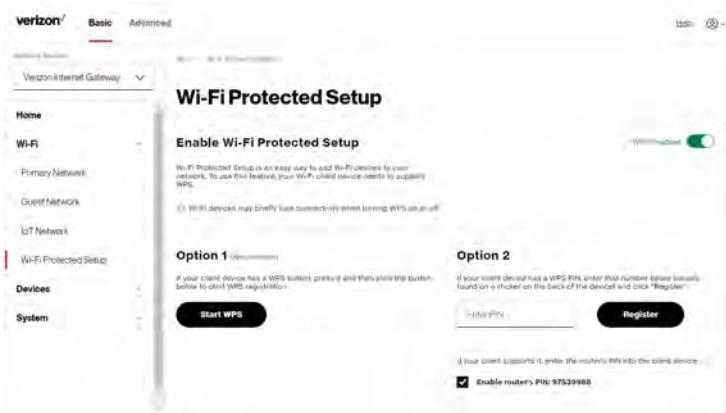 verizon
Basic
Advanced
Help
Verizon Internet Gateway
Home
Wi-Fi
Primary Network
Guest Network
IoT Network
Wi-Fi Protected Setup
Devices
System
Wi-Fi Protected Setup
Enable Wi-Fi Protected Setup
Wi-Fi Protected Setup is an easy way to add Wi-Fi devices to your
network. To use this feature, your Wi-Fi client device needs to support
WPS.
Wi-Fi devices may briefly lose connectivity when turning WPS on or off
Option 1
If your client device has a WPS button, press it and then click the button
below to start WPS registration.
Start WPS
Option 2
If your client device has a WPS PIN, enter that number below (usually
found on a sticker on the back of the device) and click "Register".
Enter PIN
Register
If your client supports it, enter the router's PIN into the client device.
Enable router's PIN: 97539988